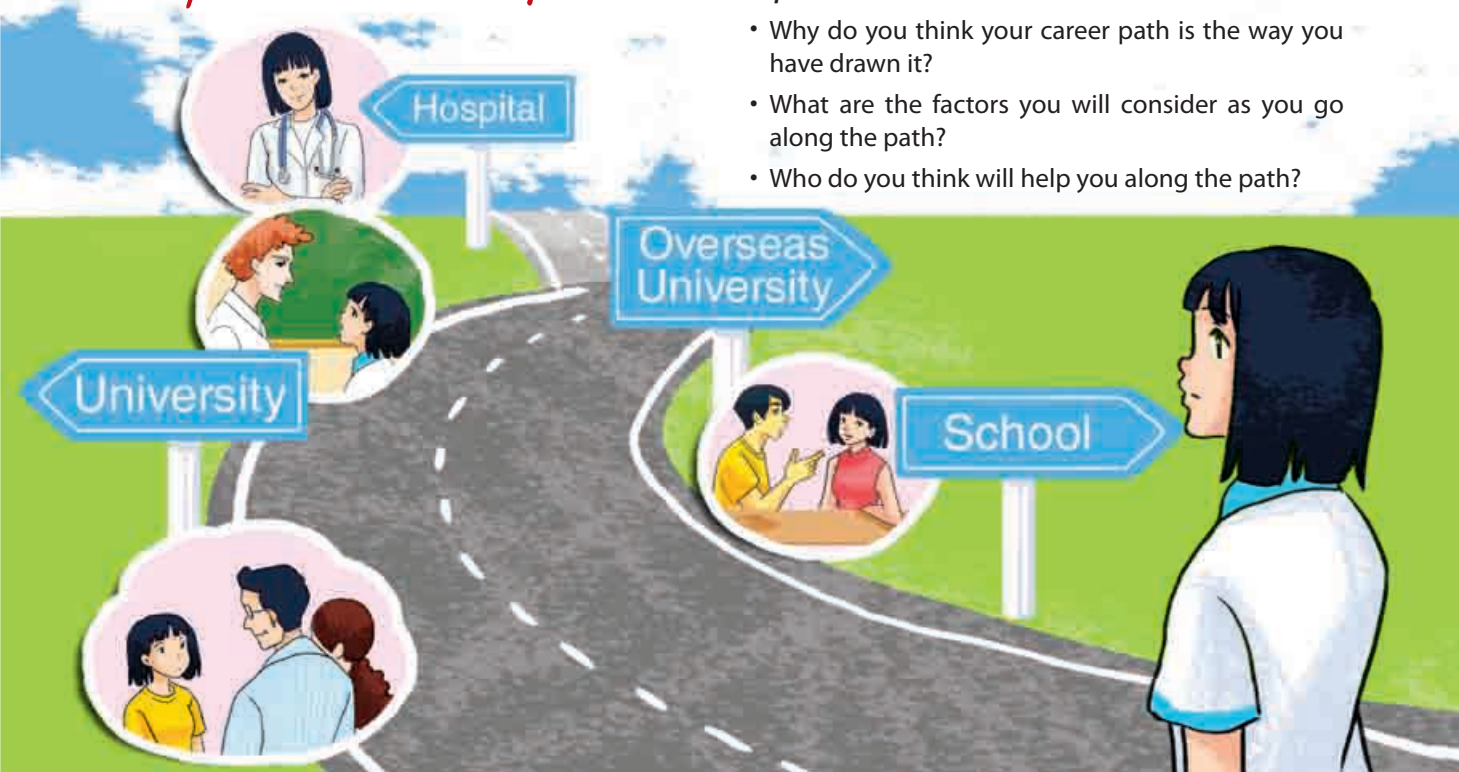 • Why do you think your career path is the way you
have drawn it?
• What are the factors you will consider as you go
along the path?
• Who do you think will help you along the path?
Hospital
Overseas
University
University
School